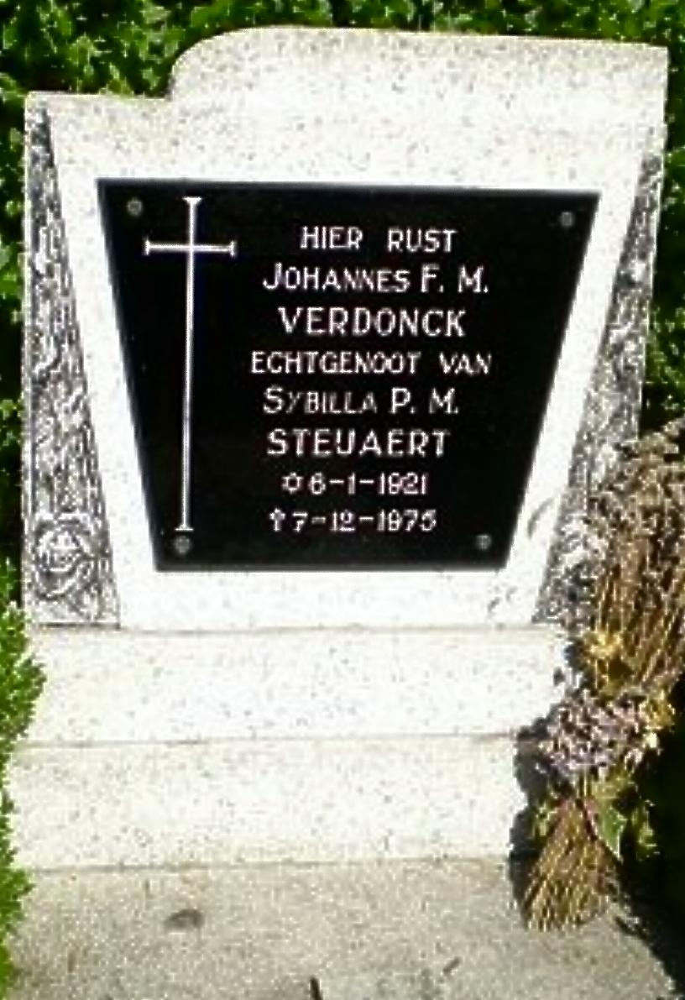 HIER RUST
JOHANNES F. M.
VERDONCK
ECHTGENOOT VAN
SYBILLA P. M.
STEUAERT
✡ 6-1-1921
✝ 7-12-1975